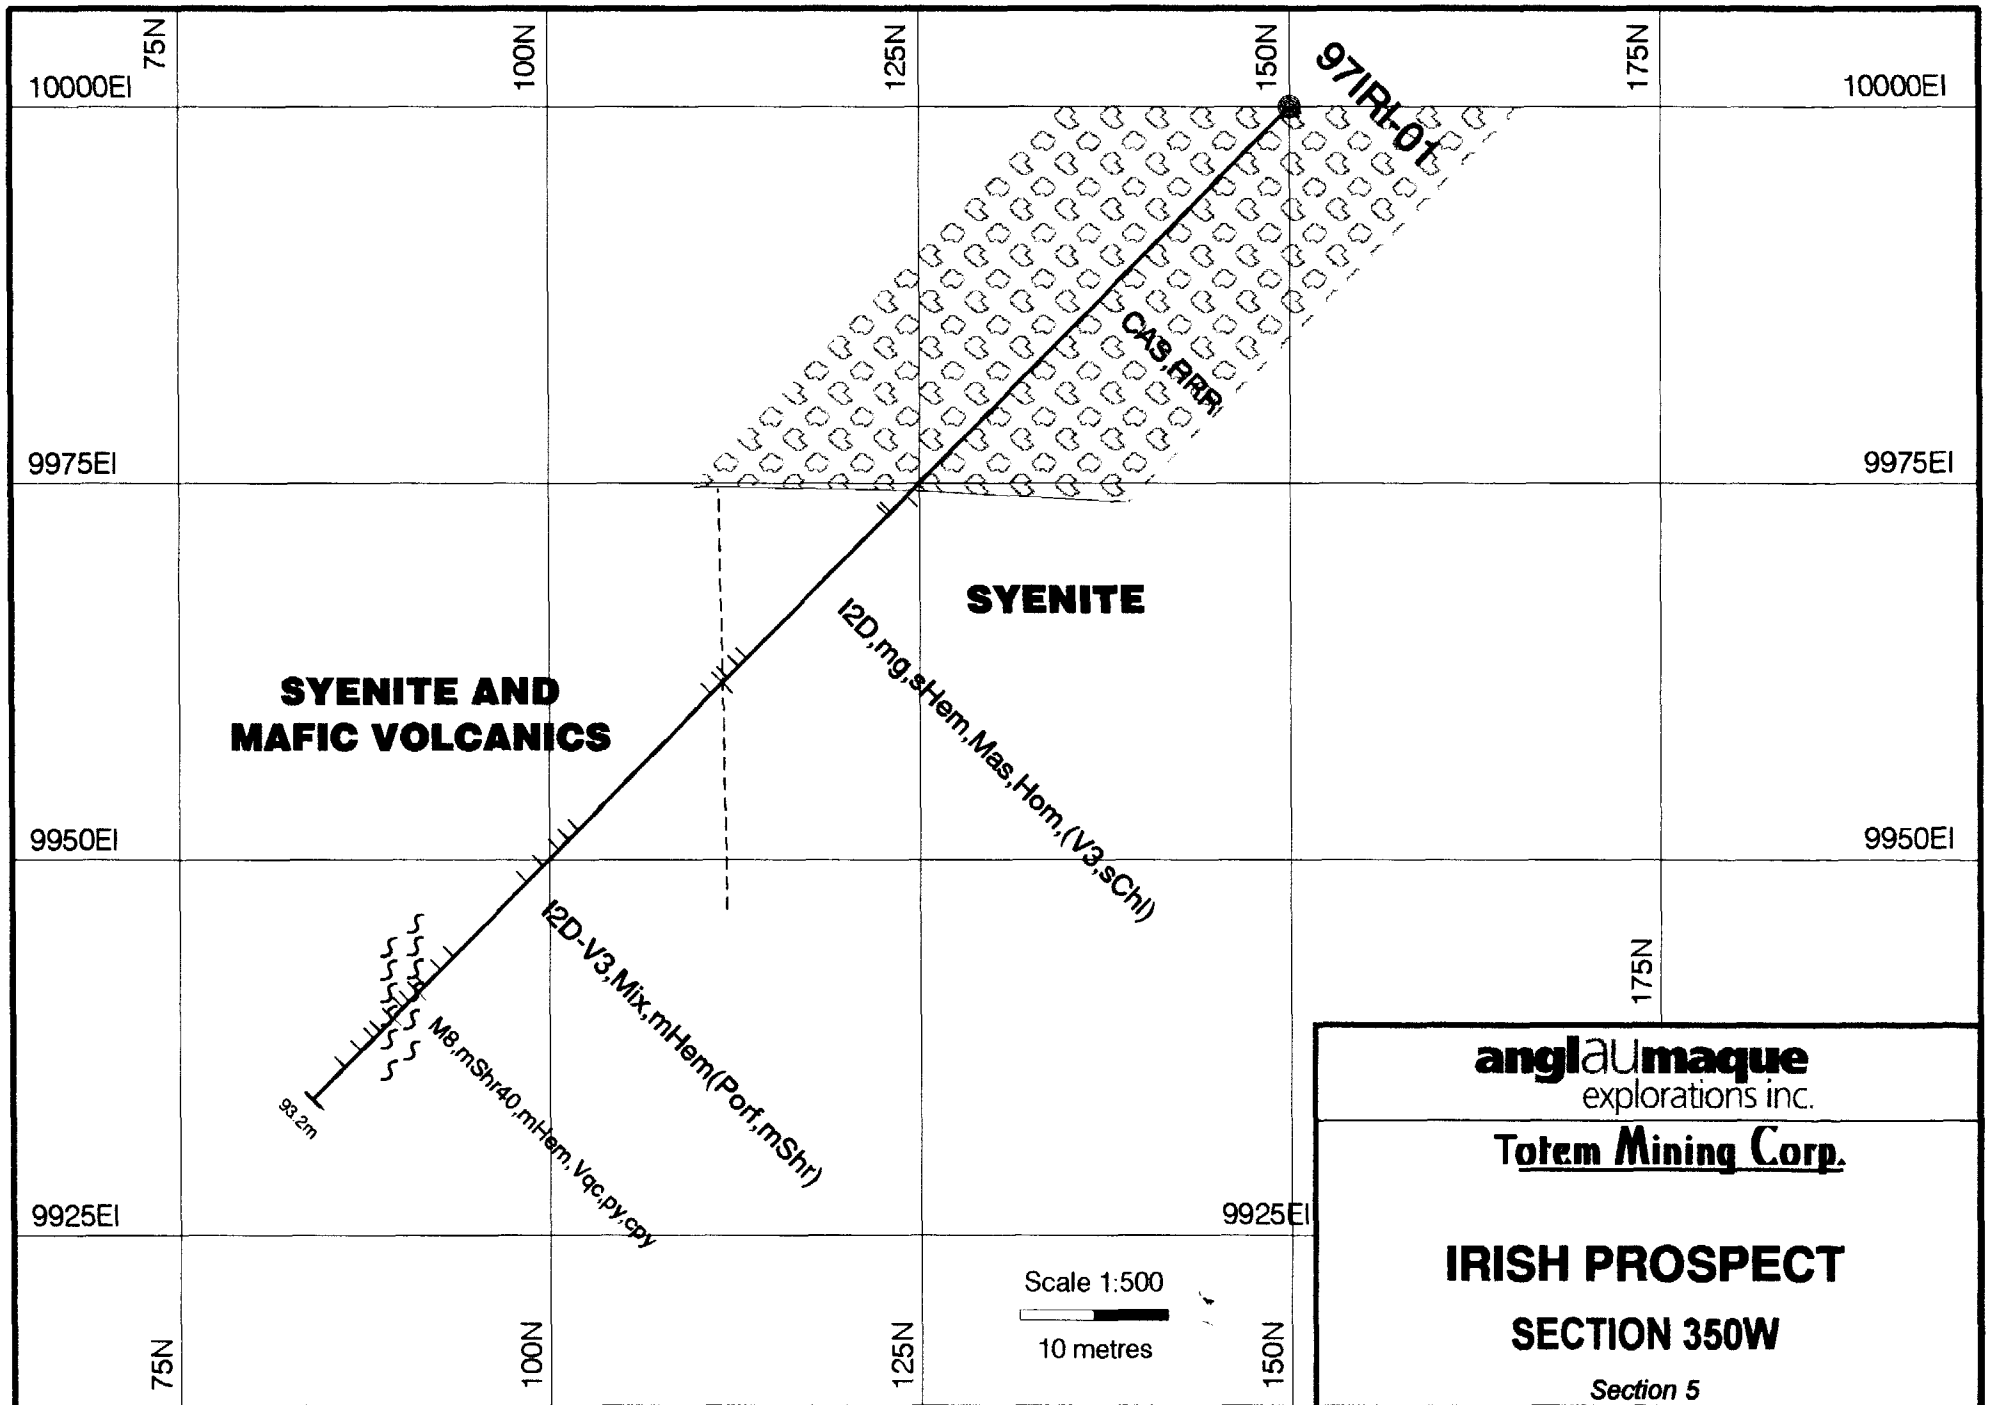 75N
100N
125N
150N
175N
10000El
10000El
97IRI-01
CAS,RRR
9975El
9975El
SYENITE
I2D,mg,sHem,Mas,Hom,(V3,sChl)
SYENITE AND
MAFIC VOLCANICS
9950El
9950El
I2D-V3,Mix,mHem(Porf,mShr)
M8,mShr40,mHem,Vqc,py,cpy
93.2m
175N
9925El
9925El
Scale 1:500
10 metres
75N
100N
125N
150N
anglaumaque
explorations inc.
Totem Mining Corp.
IRISH PROSPECT
SECTION 350W
Section 5